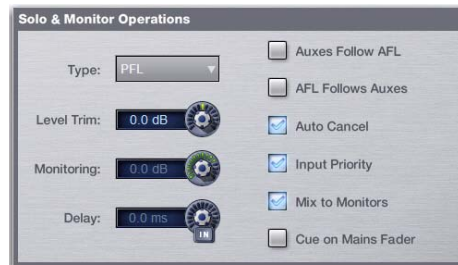 Solo & Monitor Operations
Type: PFL
Level Trim: 0.0 dB
Monitoring: 0.0 dB
Delay: 0.0 ms
IN
Auxes Follow AFL
AFL Follows Auxes
Auto Cancel
Input Priority
Mix to Monitors
Cue on Mains Fader